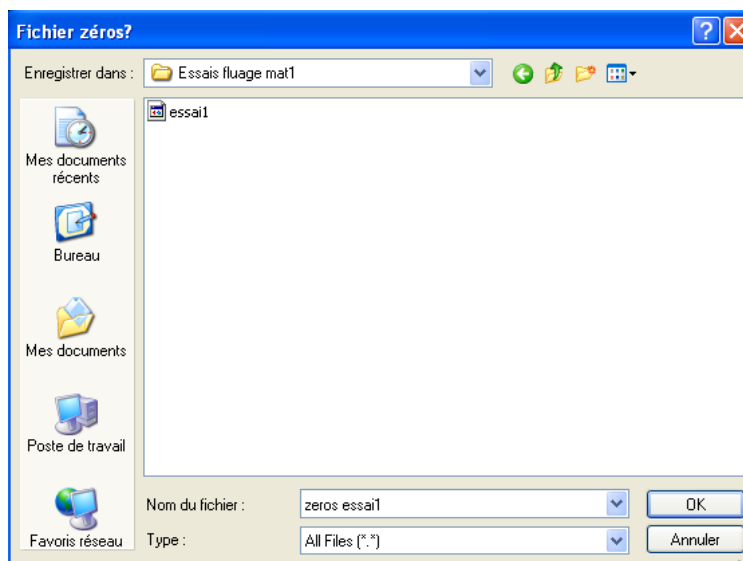 Fichier zéros?
Enregistrer dans :
Essais fluage mat1
essai1
Mes documents
récents
Bureau
Mes documents
Poste de travail
Favoris réseau
Nom du fichier :
zeros essai1
OK
Type :
All Files (*.*)
Annuler